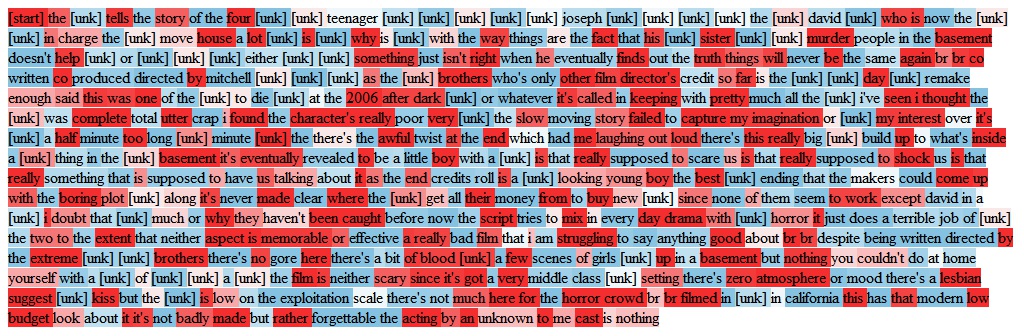 [start] the [unk] tells the story of the four [unk] [unk] teenager [unk] [unk] [unk] [unk] [unk] joseph [unk] [unk] [unk] [unk] the [unk] david [unk] who is now the [unk]
[unk] in charge the [unk] move house a lot [unk] is [unk] why is [unk] with the way things are the fact that his [unk] sister [unk] [unk] murder people in the basement
doesn't help [unk] or [unk] [unk] [unk] either [unk] [unk] something just isn't right when he eventually finds out the truth things will never be the same again br br co
written co produced directed by mitchell [unk] [unk] [unk] as the [unk] brothers who's only other film director's credit so far is the [unk] [unk] day [unk] remake
enough said this was one of the [unk] to die [unk] at the 2006 after dark [unk] or whatever it's called in keeping with pretty much all the [unk] i've seen i thought the
[unk] was complete total utter crap i found the character's really poor very [unk] the slow moving story failed to capture my imagination or [unk] my interest over it's
[unk] a half minute too long [unk] minute [unk] the there's the awful twist at the end which had me laughing out loud there's this really big [unk] build up to what's inside
a [unk] thing in the [unk] basement it's eventually revealed to be a little boy with a [unk] is that really supposed to scare us is that really supposed to shock us is that
really something that is supposed to have us talking about it as the end credits roll is a [unk] looking young boy the best [unk] ending that the makers could come up
with the boring plot [unk] along it's never made clear where the [unk] get all their money from to buy new [unk] since none of them seem to work except david in a
[unk] i doubt that [unk] much or why they haven't been caught before now the script tries to mix in every day drama with [unk] horror it just does a terrible job of [unk]
the two to the extent that neither aspect is memorable or effective a really bad film that i am struggling to say anything good about br br despite being written directed by
the extreme [unk] [unk] brothers there's no gore here there's a bit of blood [unk] a few scenes of girls [unk] up in a basement but nothing you couldn't do at home
yourself with a [unk] of [unk] [unk] a [unk] the film is neither scary since it's got a very middle class [unk] setting there's zero atmosphere or mood there's a lesbian
suggest [unk] kiss but the [unk] is low on the exploitation scale there's not much here for the horror crowd br br filmed in [unk] in california this has that modern low
budget look about it it's not badly made but rather forgettable the acting by an unknown to me cast is nothing